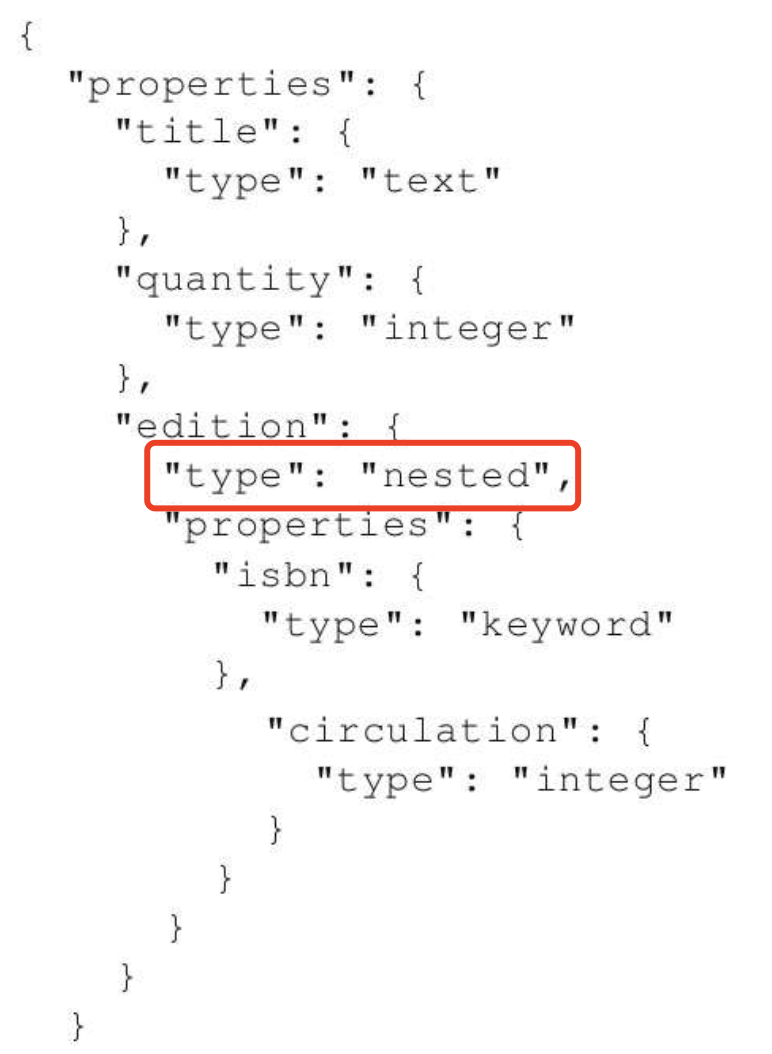 {
"properties": {
"title": {
"type": "text"
},
"quantity": {
"type": "integer"
},
"edition": {
"type": "nested",
"properties": {
"isbn": {
"type": "keyword"
},
"circulation": {
"type": "integer"
}
}
}
}
}